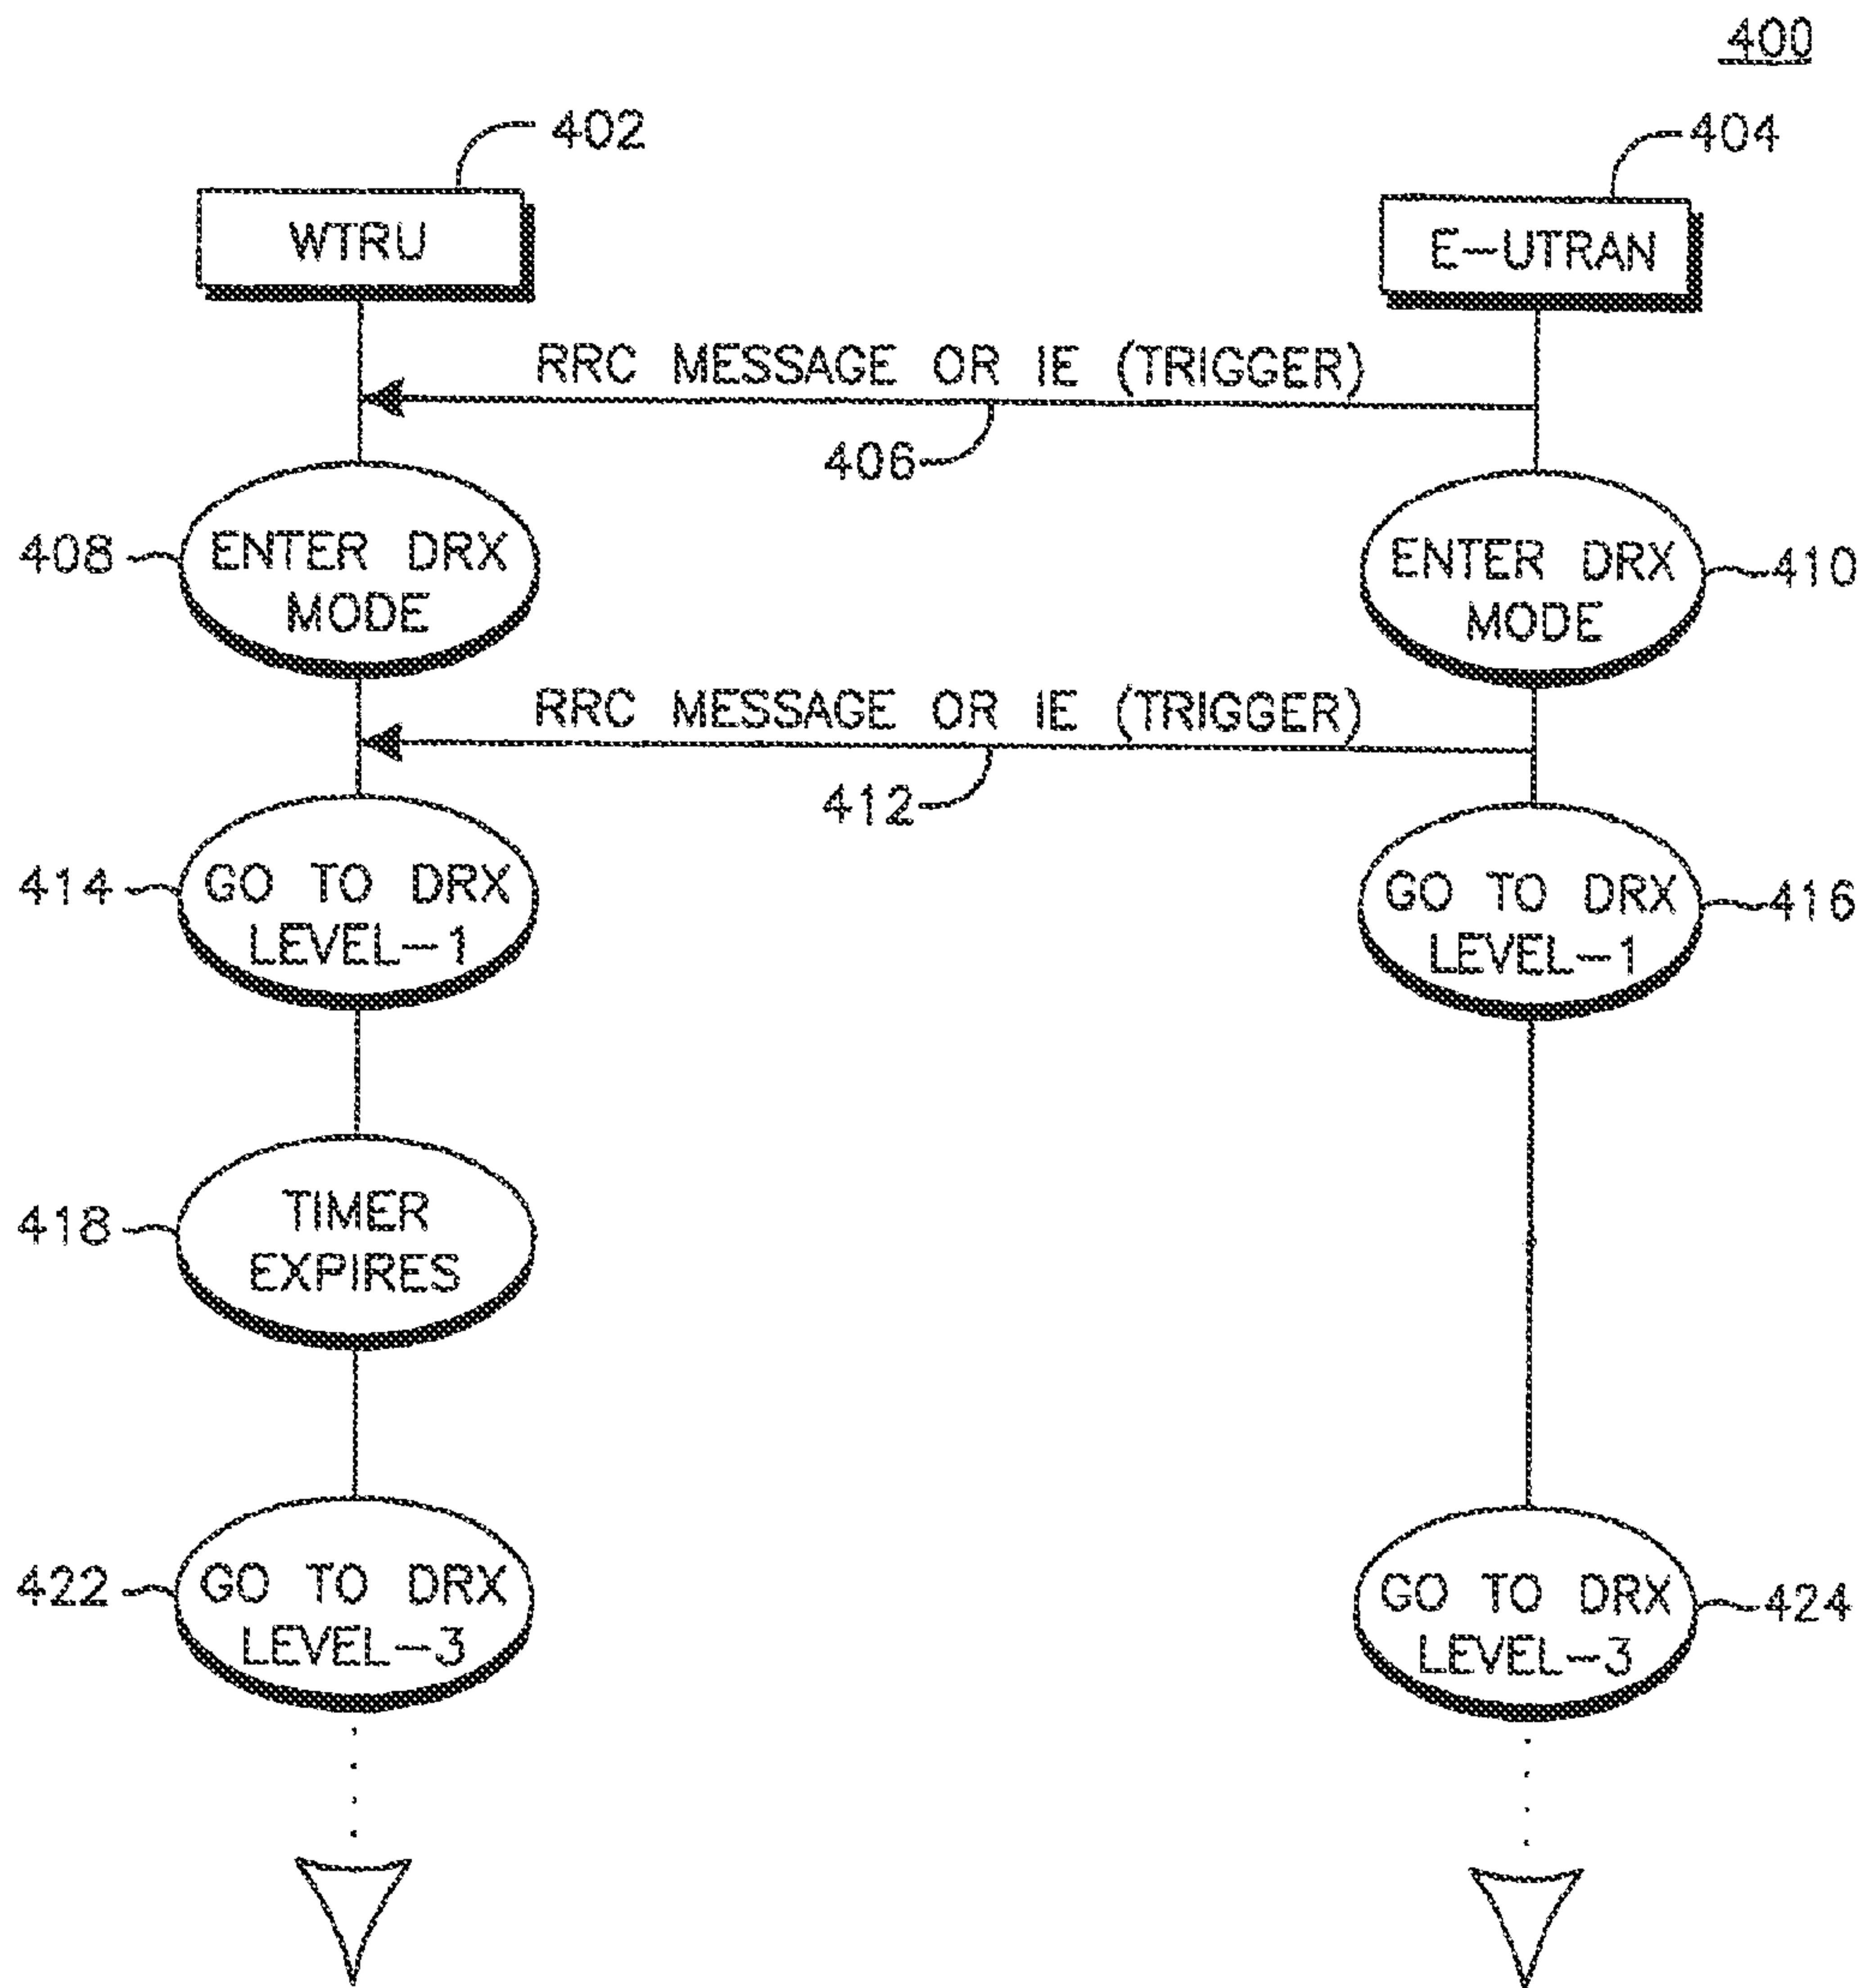 400
402
404
WTRU
E-UTRAN
RRC MESSAGE OR IE (TRIGGER)
406
408
ENTER DRX
MODE
ENTER DRX
MODE
410
RRC MESSAGE OR IE (TRIGGER)
412
414
GO TO DRX
LEVEL-1
GO TO DRX
LEVEL-1
416
418
TIMER
EXPIRES
422
GO TO DRX
LEVEL-3
GO TO DRX
LEVEL-3
424